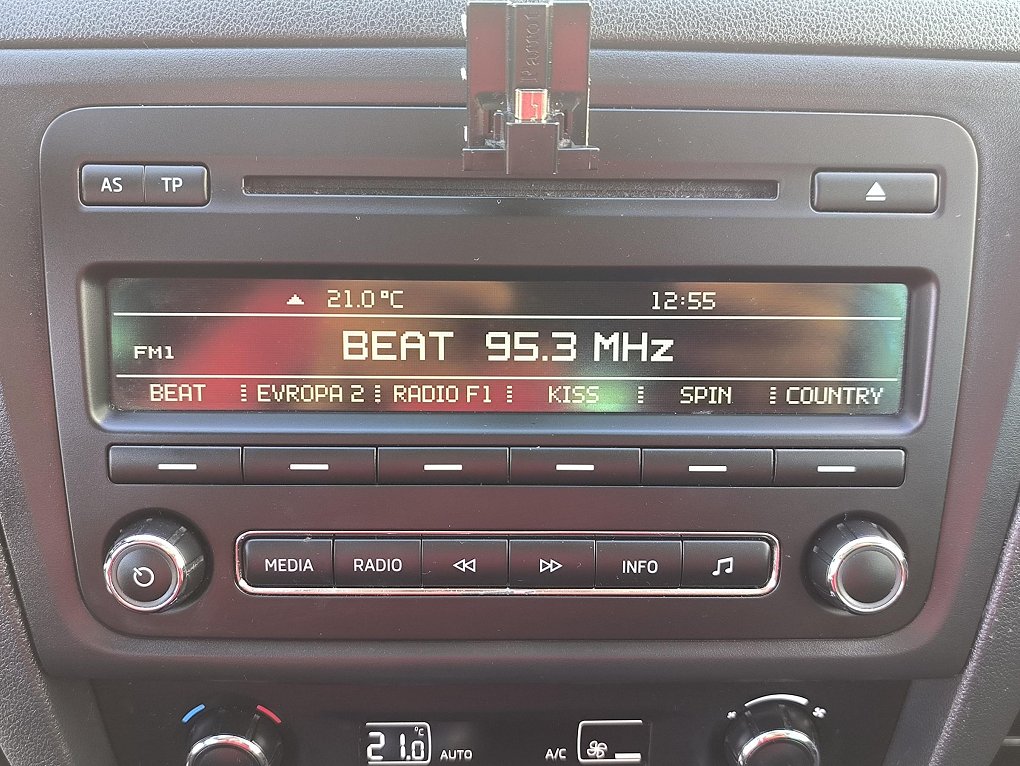 Parrot
AS TP
21.0 °C 12:55
FM1 BEAT 95.3 MHz
BEAT EVROPA 2 RADIO F1 KISS SPIN COUNTRY
MEDIA RADIO INFO
21.0 °C AUTO A/C